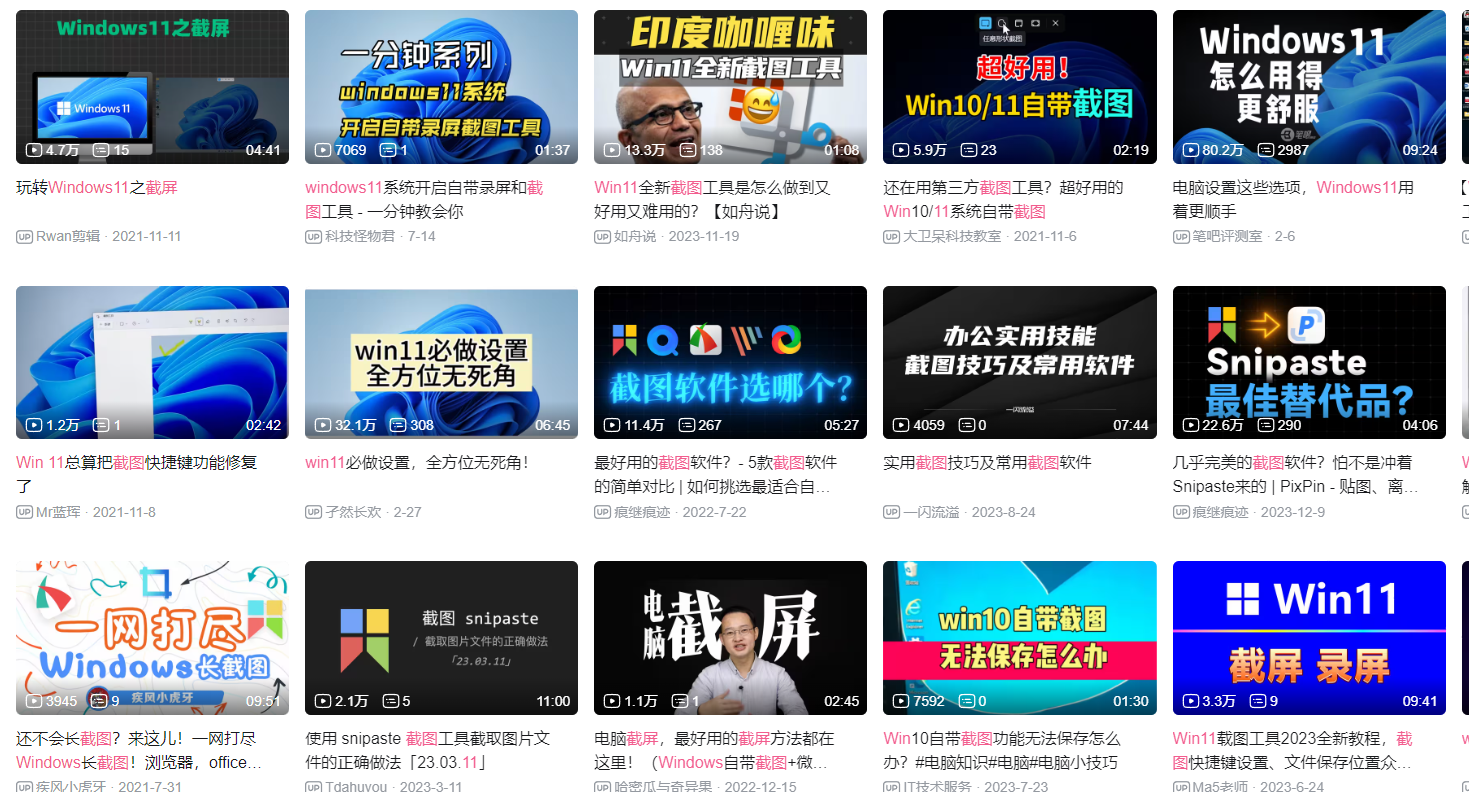 Windows11之截屏
Windows 11
4.7万 15 04:41
玩转Windows11之截屏
UP Rwan剪辑 · 2021-11-11
一分钟系列
windows11系统
开启自带录屏截图工具
7069 1 01:37
windows11系统开启自带录屏和截
图工具 - 一分钟教会你
UP 科技怪物君 · 7-14
印度咖喱味
Win11全新截图工具
13.3万 138 01:08
Win11全新截图工具是怎么做到又
好用又难用的？【如舟说】
UP 如舟说 · 2023-11-19
任意形状截图
超好用！
Win10/11自带截图
5.9万 23 02:19
还在用第三方截图工具？超好用的
Win10/11系统自带截图
UP 大卫呆科技教室 · 2021-11-6
Windows 11
怎么用得
更舒服
笔吧
80.2万 2987 09:24
电脑设置这些选项，Windows11用
着更顺手
UP 笔吧评测室 · 2-6
1.2万 1 02:42
Win 11总算把截图快捷键功能修复
了
UP Mr蓝珲 · 2021-11-8
win11必做设置
全方位无死角
32.1万 308 06:45
win11必做设置，全方位无死角！
UP 孑然长欢 · 2-27
截图软件选哪个？
11.4万 267 05:27
最好用的截图软件？- 5款截图软件
的简单对比 | 如何挑选最适合自…
UP 痕继痕迹 · 2022-7-22
办公实用技能
截图技巧及常用软件
一闪流溢
4059 0 07:44
实用截图技巧及常用截图软件
UP 一闪流溢 · 2023-8-24
Snipaste
最佳替代品？
22.6万 290 04:06
几乎完美的截图软件？怕不是冲着
Snipaste来的 | PixPin - 贴图、离…
UP 痕继痕迹 · 2023-12-9
一网打尽
Windows长截图
疾风小虎牙
3945 9 09:51
还不会长截图？来这儿！一网打尽
Windows长截图！浏览器，office…
UP 疾风小虎牙 · 2021-7-31
截图 snipaste
/ 截取图片文件的正确做法
「23.03.11」
2.1万 5 11:00
使用 snipaste 截图工具截取图片文
件的正确做法「23.03.11」
UP Tdahuyou · 2023-3-11
电脑截屏
1.1万 1 02:45
电脑截屏，最好用的截屏方法都在
这里！（Windows自带截图+微…
UP 哈密瓜与奇异果 · 2022-12-15
win10自带截图
无法保存怎么办
7592 0 01:30
Win10自带截图功能无法保存怎么
办？#电脑知识#电脑#电脑小技巧
UP IT技术服务 · 2023-7-23
Win11
截屏 录屏
3.3万 9 09:41
Win11载图工具2023全新教程，截
图快捷键设置、文件保存位置众…
UP Ma5老师 · 2023-6-24